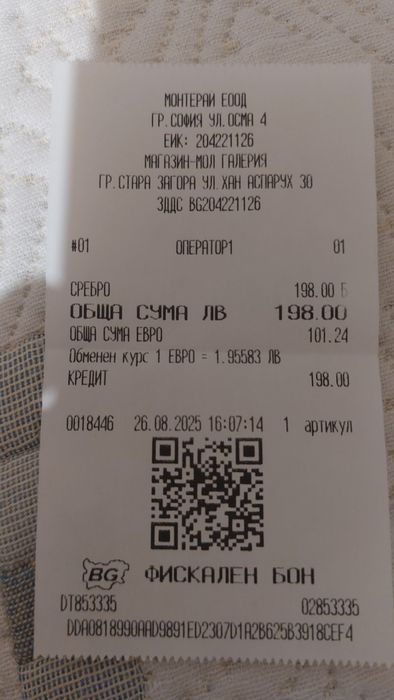 МОНТЕРАИ ЕООД
ГР.СОФИЯ УЛ.ОСМА 4
ЕИК: 204221126
МАГАЗИН-МОЛ ГАЛЕРИЯ
ГР.СТАРА ЗАГОРА УЛ.ХАН АСПАРУХ 30
ЗДДС BG204221126
#01 ОПЕРАТОР1 01
СРЕБРО 198.00 Б
ОБЩА СУМА ЛВ 198.00
ОБЩА СУМА ЕВРО 101.24
Обменен курс 1 ЕВРО = 1.95583 ЛВ
КРЕДИТ 198.00
0018446 26.08.2025 16:07:14 1 артикул
BG ФИСКАЛЕН БОН
DT853335 02853335
DDA0818990AAD9891ED2307D1A2B625B3918CEF4